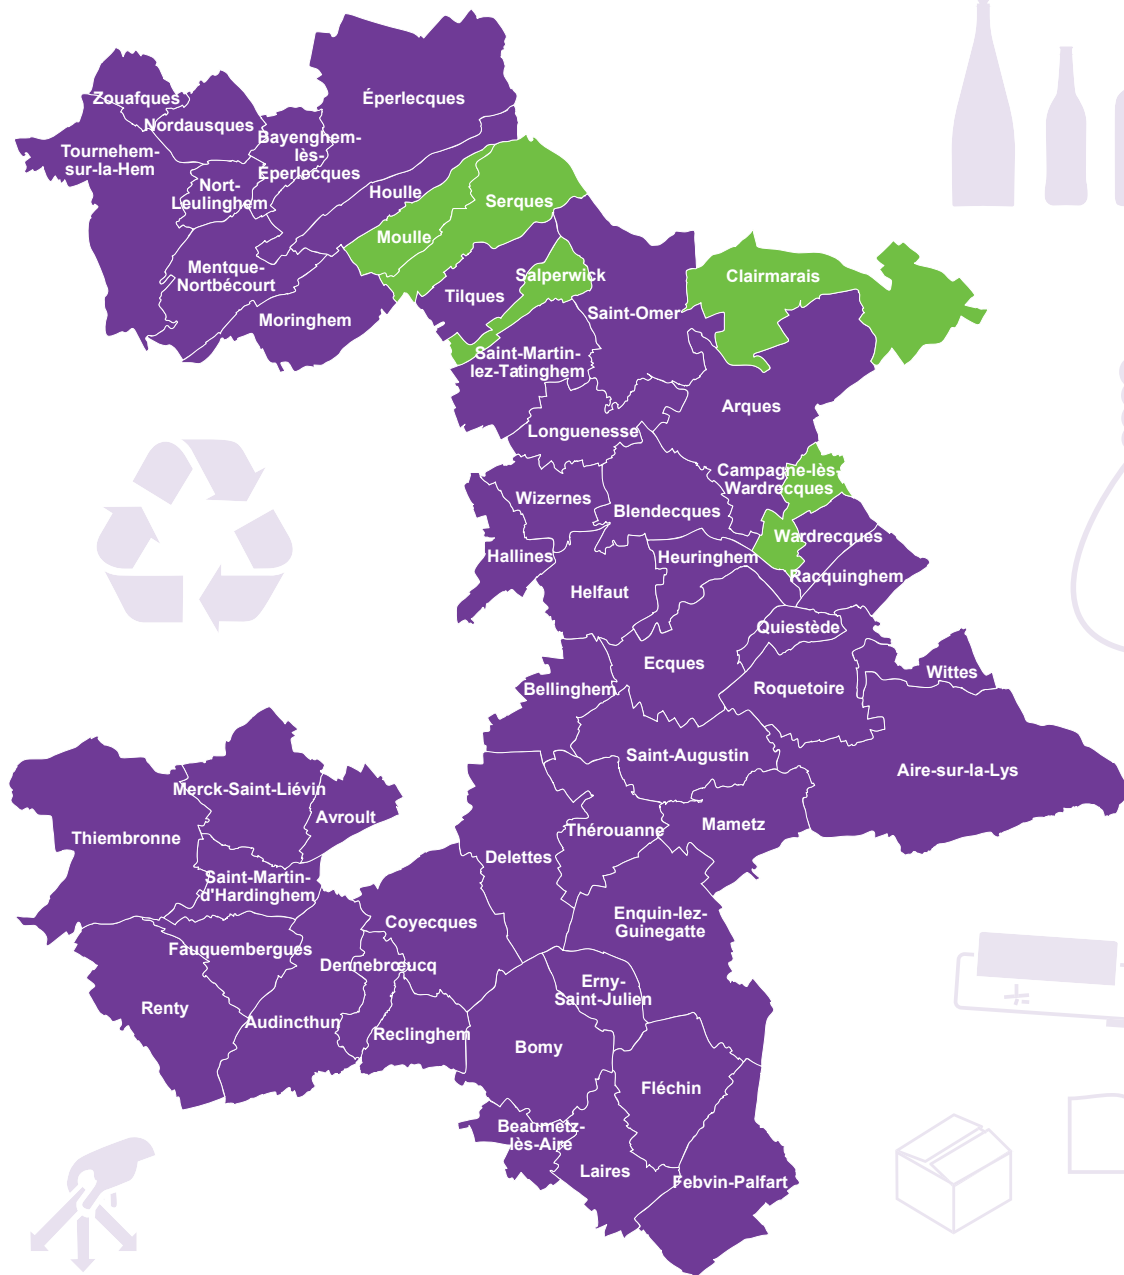 Éperlecques
Zouafques
Nordausques
Bayenghem-
lès-
Éperlecques
Tournehem-
sur-la-Hem
Nort-
Leulinghem
Houlle
Serques
Moulle
Mentque-
Nortbécourt
Salperwick
Clairmarais
Tilques
Saint-Omer
Moringhem
Saint-Martin-
lez-Tatinghem
Arques
Longuenesse
Campagne-lès-
Wardrecques
Wizernes
Blendecques
Wardrecques
Hallines
Heuringhem
Racquinghem
Helfaut
Quiestède
Ecques
Wittes
Bellinghem
Roquetoire
Saint-Augustin
Aire-sur-la-Lys
Merck-Saint-Liévin
Avroult
Thiembronne
Thérouanne
Mametz
Delettes
Saint-Martin-
d'Hardinghem
Enquin-lez-
Guinegatte
Coyecques
Fauquembergues
Dennebrœucq
Erny-
Saint-Julien
Renty
Audincthun
Reclinghem
Bomy
Fléchin
Beaumetz-
lès-Aire
Laires
Febvin-Palfart